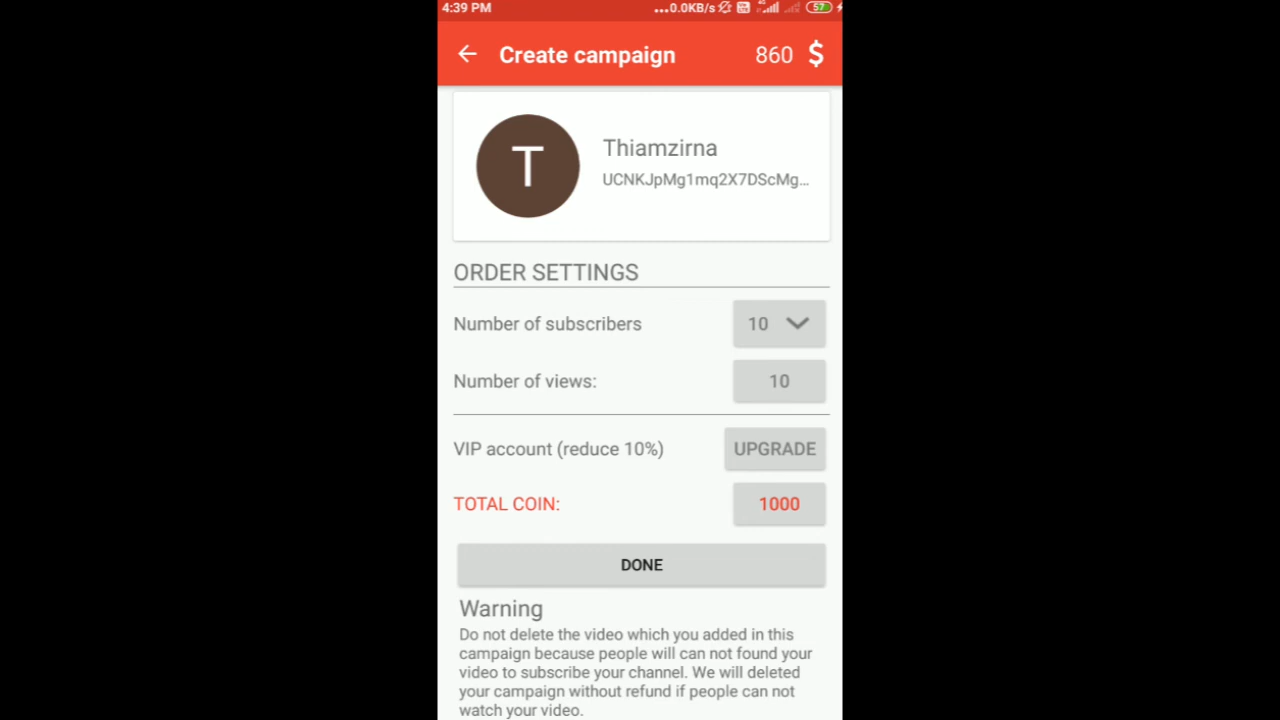 4:39 PM ...0.0KB/s 57
Create campaign 860 $
T
Thiamzirna
UCNKJpMg1mq2X7DScMg...
ORDER SETTINGS
Number of subscribers 10
Number of views: 10
VIP account (reduce 10%) UPGRADE
TOTAL COIN: 1000
DONE
Warning
Do not delete the video which you added in this
campaign because people will can not found your
video to subscribe your channel. We will deleted
your campaign without refund if people can not
watch your video.